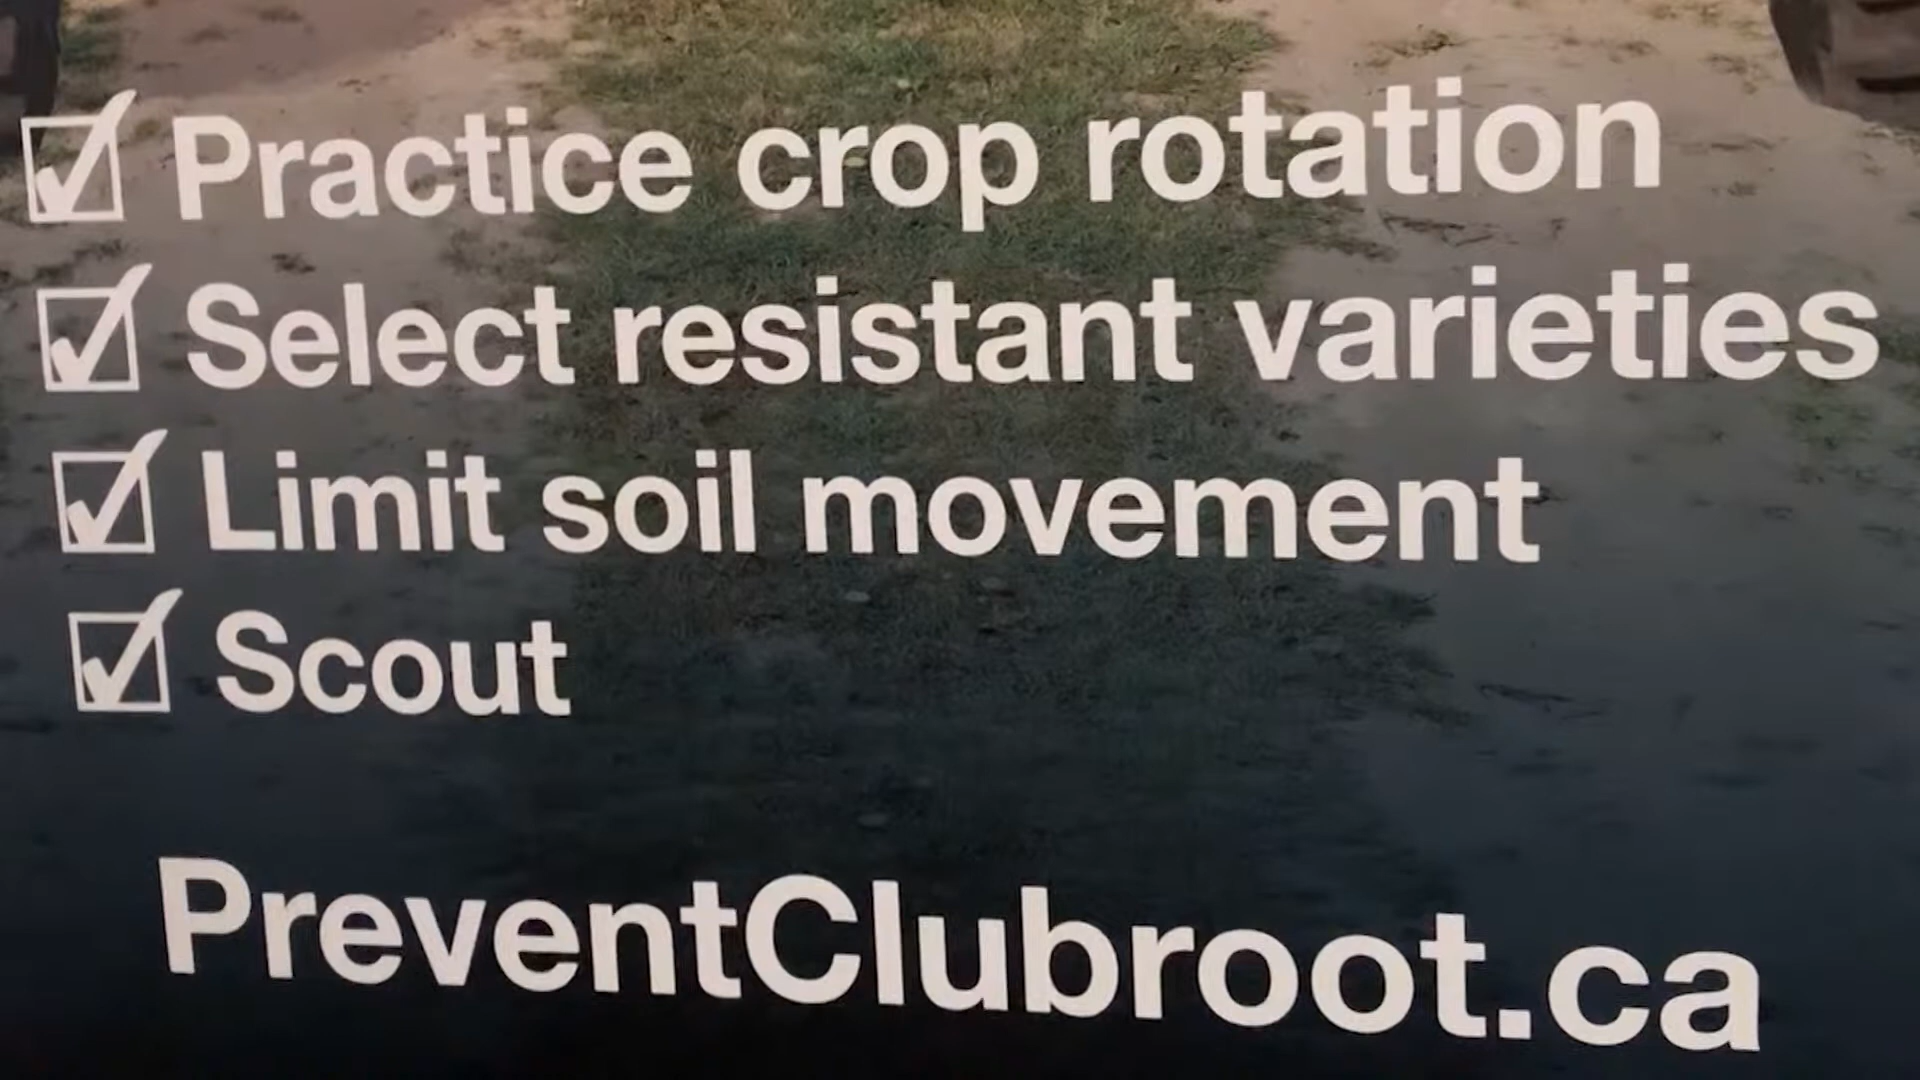 Practice crop rotation
Select resistant varieties
Limit soil movement
Scout
PreventClubroot.ca